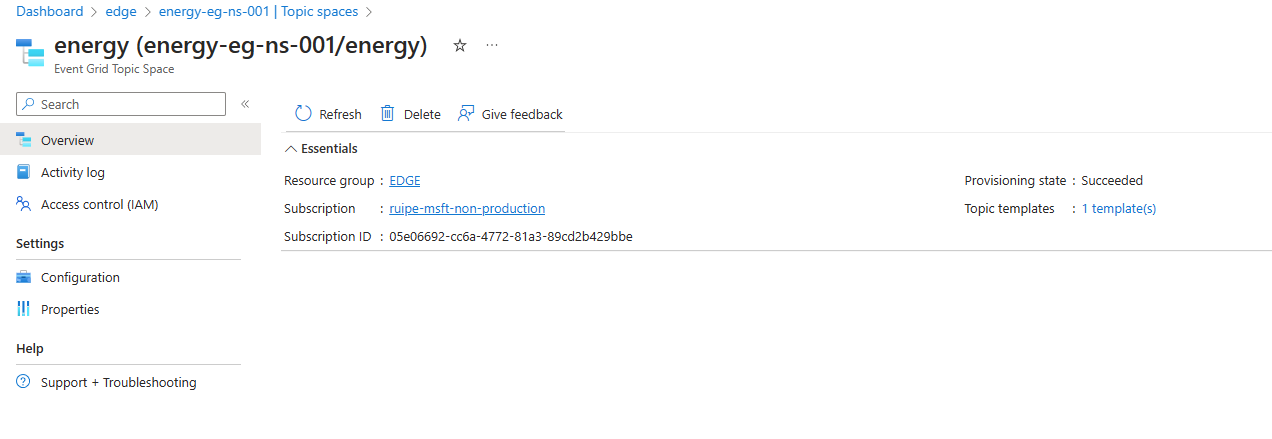 Dashboard > edge > energy-eg-ns-001 | Topic spaces >
energy (energy-eg-ns-001/energy) ☆ ...
Event Grid Topic Space
Search «
Refresh Delete Give feedback
Overview
Activity log
Access control (IAM)
Settings
Configuration
Properties
Help
Support + Troubleshooting
Essentials
Resource group : EDGE
Subscription : ruipe-msft-non-production
Subscription ID : 05e06692-cc6a-4772-81a3-89cd2b429bbe
Provisioning state : Succeeded
Topic templates : 1 template(s)